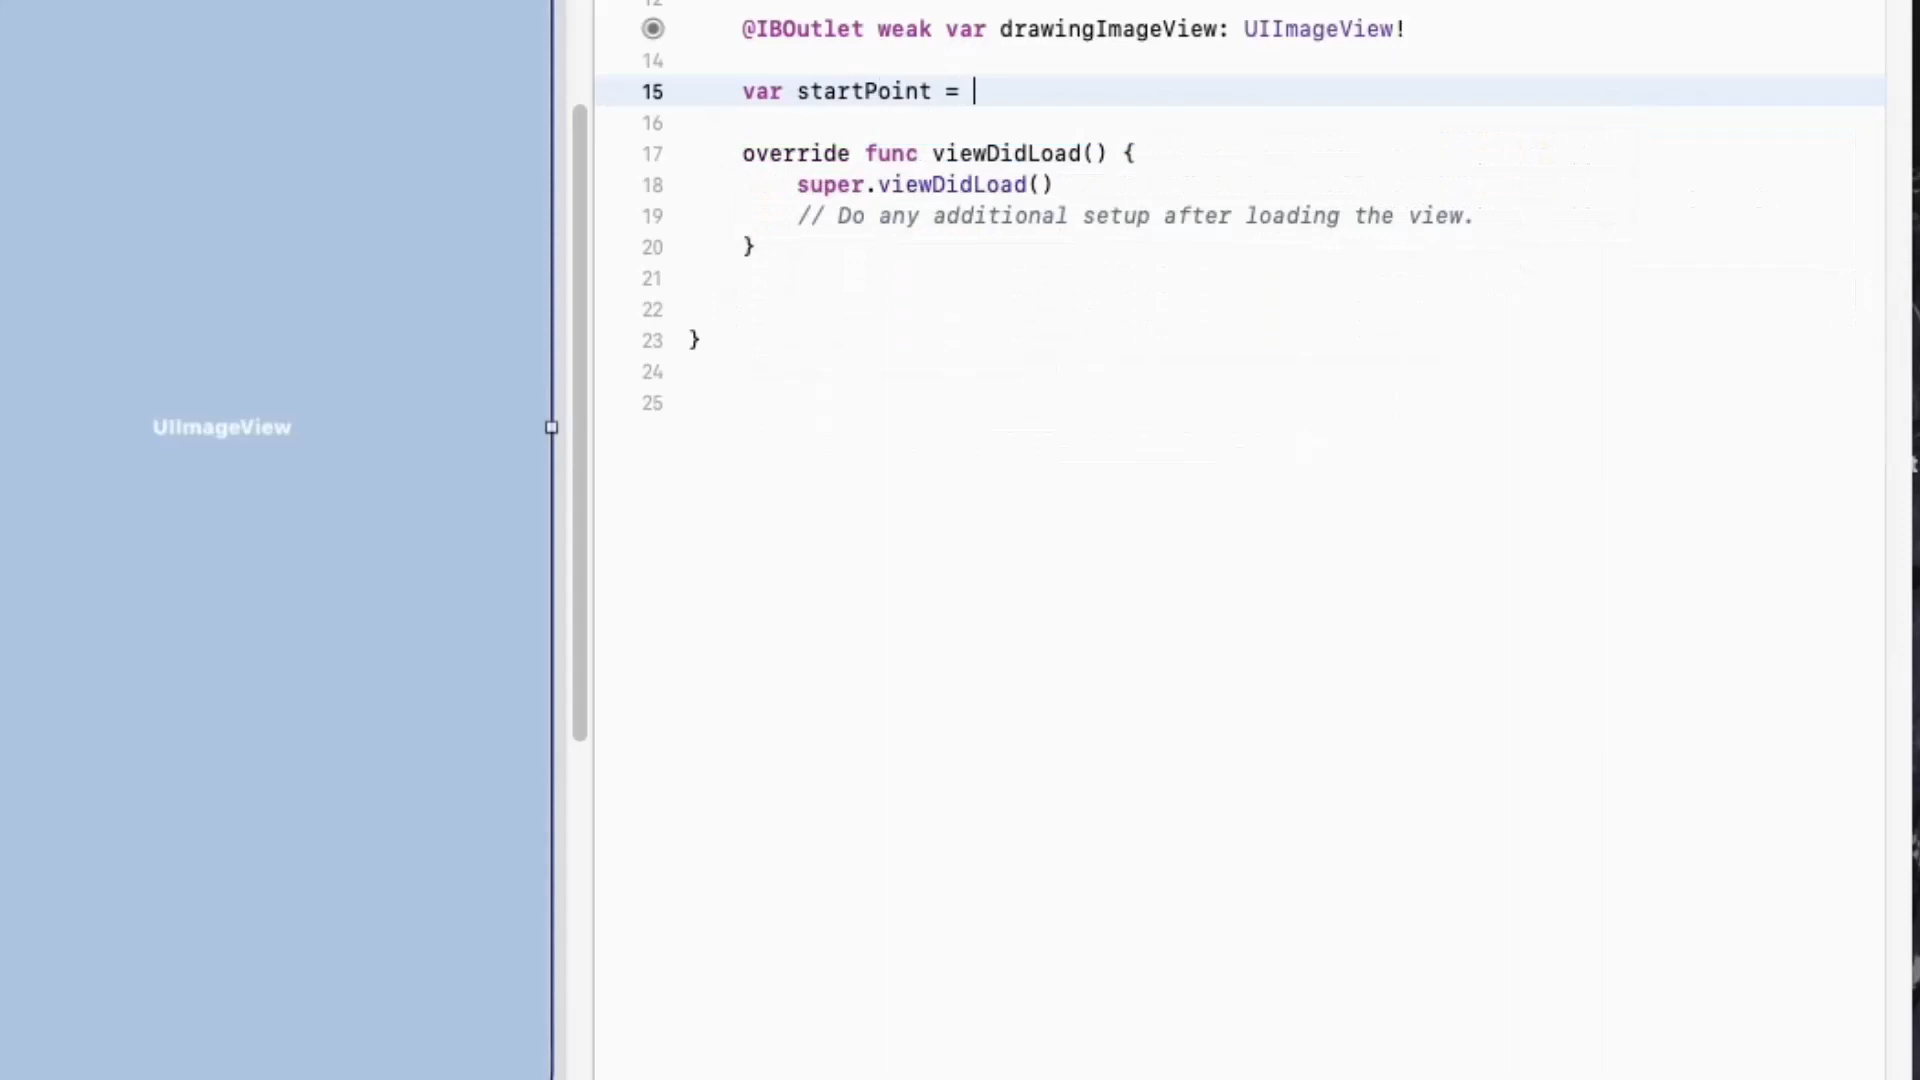 12
@IBOutlet weak var drawingImageView: UIImageView!
14
15 var startPoint =
16
17 override func viewDidLoad() {
18 super.viewDidLoad()
19 // Do any additional setup after loading the view.
20 }
21
22
23 }
24
25
UIImageView